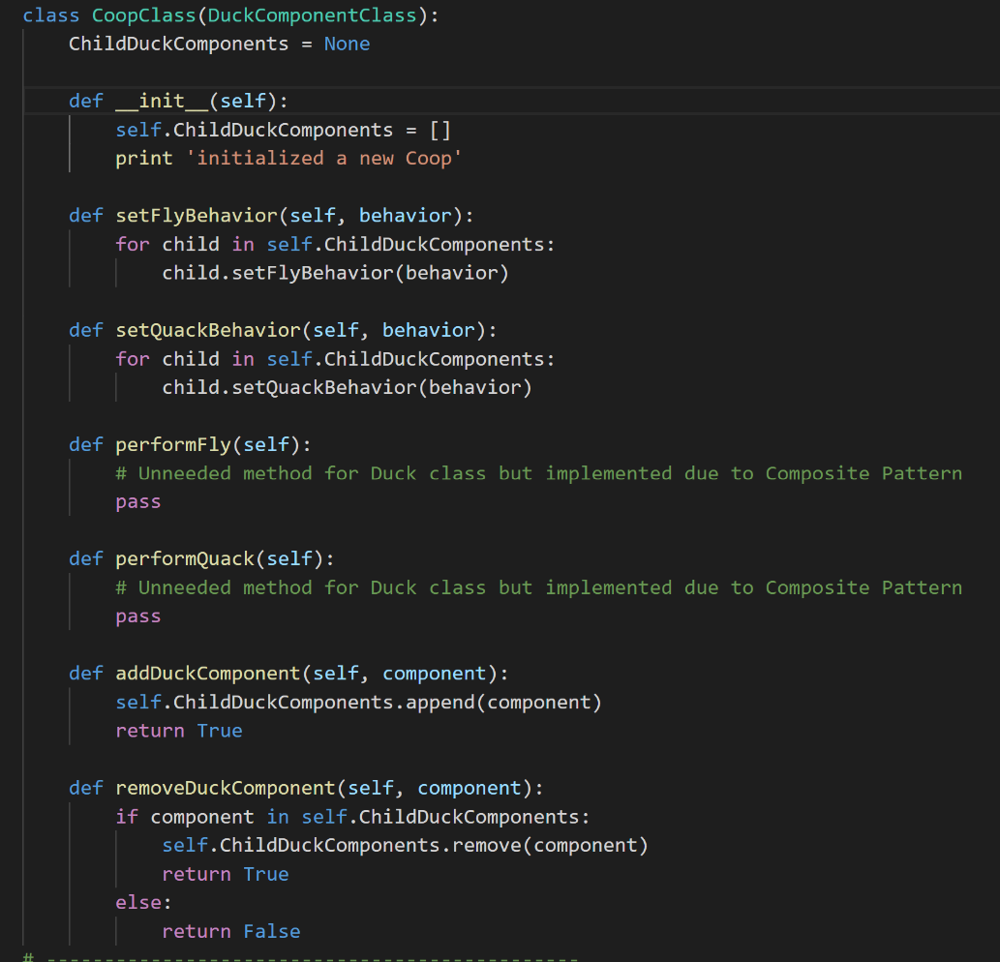 class CoopClass(DuckComponentClass):
    ChildDuckComponents = None

    def __init__(self):
        self.ChildDuckComponents = []
        print 'initialized a new Coop'

    def setFlyBehavior(self, behavior):
        for child in self.ChildDuckComponents:
            child.setFlyBehavior(behavior)

    def setQuackBehavior(self, behavior):
        for child in self.ChildDuckComponents:
            child.setQuackBehavior(behavior)

    def performFly(self):
        # Unneeded method for Duck class but implemented due to Composite Pattern
        pass

    def performQuack(self):
        # Unneeded method for Duck class but implemented due to Composite Pattern
        pass

    def addDuckComponent(self, component):
        self.ChildDuckComponents.append(component)
        return True

    def removeDuckComponent(self, component):
        if component in self.ChildDuckComponents:
            self.ChildDuckComponents.remove(component)
            return True
        else:
            return False
# ----------------------------------------------